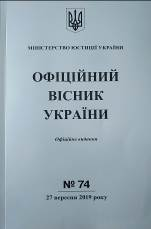 МІНІСТЕРСТВО ЮСТИЦІЇ УКРАЇНИ
ОФІЦІЙНИЙ
ВІСНИК
УКРАЇНИ
Офіційне видання
№ 74
27 вересня 2019 року